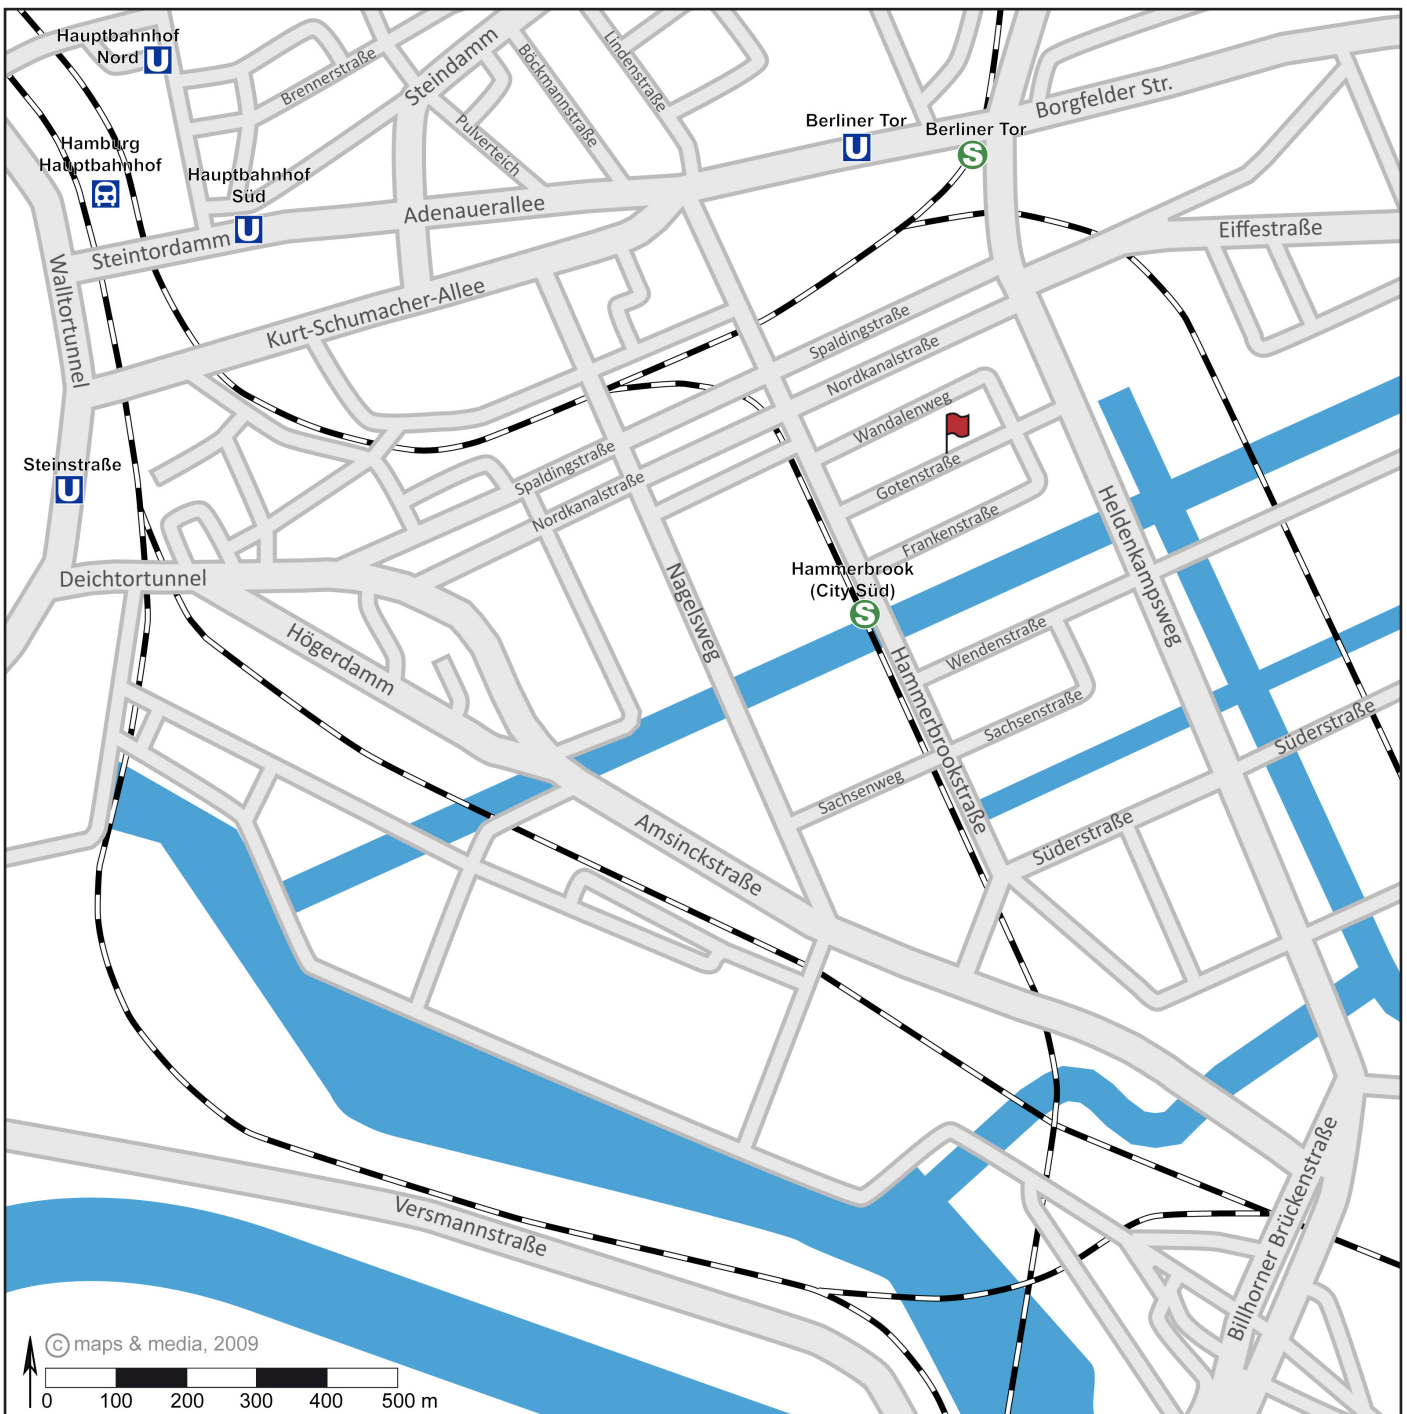 Hauptbahnhof
Nord U
Brennerstraße
Steindamm
Böckmannstraße
Lindenstraße
Pulverteich
Borgfelder Str.
Berliner Tor
U
Berliner Tor
S
Hamburg
Hauptbahnhof
Hauptbahnhof
Süd
U
Adenauerallee
Steintordamm
Eiffestraße
Walltortunnel
Kurt-Schumacher-Allee
Spaldingstraße
Nordkanalstraße
Wandalenweg
Gotenstraße
Frankenstraße
Steinstraße
U
Spaldingstraße
Nordkanalstraße
Heldenkampsweg
Deichtortunnel
Hammerbrook
(City Süd)
S
Nagelsweg
Högerdamm
Wendenstraße
Hammerbrookstraße
Sachsenstraße
Süderstraße
Sachsenweg
Süderstraße
Amsinckstraße
Billhorner Brückenstraße
Versmannstraße
© maps & media, 2009
0 100 200 300 400 500 m